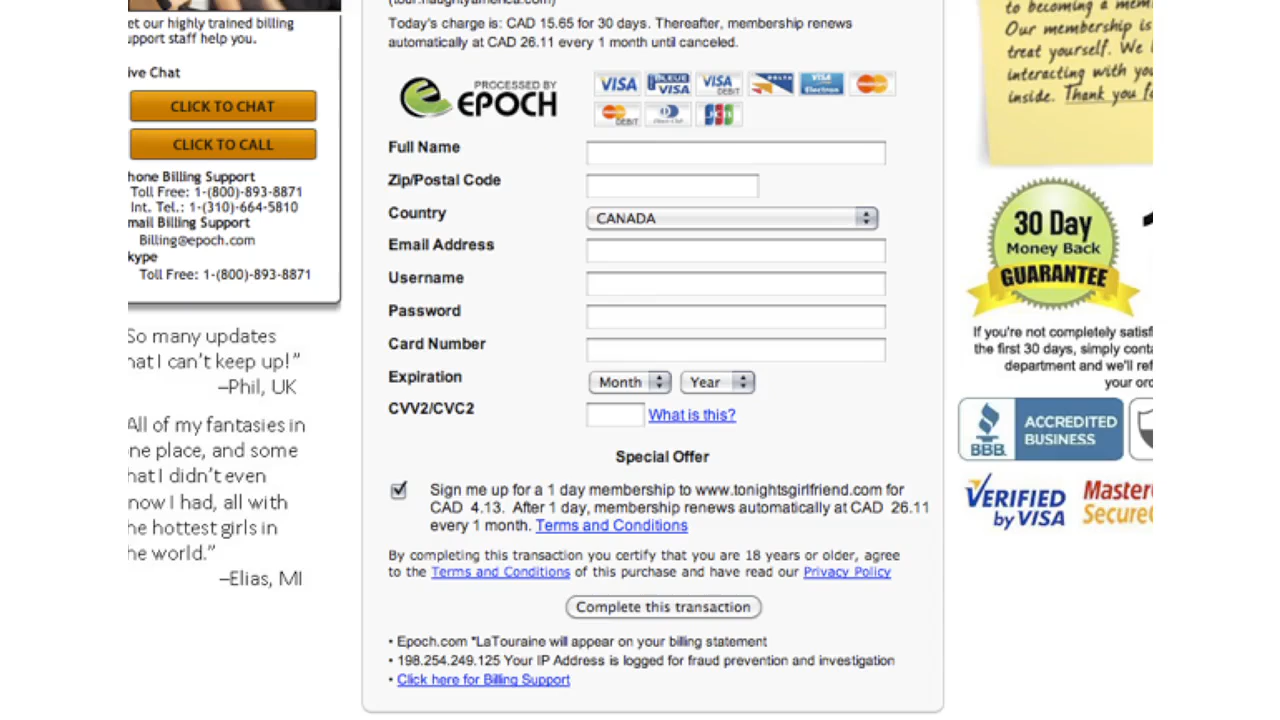 et our highly trained billing
upport staff help you.
ive Chat
CLICK TO CHAT
CLICK TO CALL
hone Billing Support
Toll Free: 1-(800)-893-8871
Int. Tel.: 1-(310)-664-5810
mail Billing Support
Billing@epoch.com
kype
Toll Free: 1-(800)-893-8871
So many updates
hat I can't keep up!"
–Phil, UK
All of my fantasies in
ne place, and some
hat I didn't even
now I had, all with
he hottest girls in
he world."
–Elias, MI
(tour.naughtyamerica.com)
Today's charge is: CAD 15.65 for 30 days. Thereafter, membership renews
automatically at CAD 26.11 every 1 month until canceled.
PROCESSED BY
EPOCH
VISA BLEUE VISA VISA DEBIT DELTA VISA Electron MasterCard
DEBIT JCB
Full Name
Zip/Postal Code
Country CANADA
Email Address
Username
Password
Card Number
Expiration Month Year
CVV2/CVC2 What is this?
Special Offer
Sign me up for a 1 day membership to www.tonightsgirlfriend.com for
CAD 4.13. After 1 day, membership renews automatically at CAD 26.11
every 1 month. Terms and Conditions
By completing this transaction you certify that you are 18 years or older, agree
to the Terms and Conditions of this purchase and have read our Privacy Policy
Complete this transaction
• Epoch.com *LaTouraine will appear on your billing statement
• 198.254.249.125 Your IP Address is logged for fraud prevention and investigation
• Click here for Billing Support
to becoming a mem
Our membership is
treat yourself. We
interacting with yo
inside. Thank you f
30 Day
Money Back
GUARANTEE
If you're not completely satisf
the first 30 days, simply conta
department and we'll ref
your ord
BBB.
ACCREDITED
BUSINESS
VERIFIED
by VISA
Master
Secure